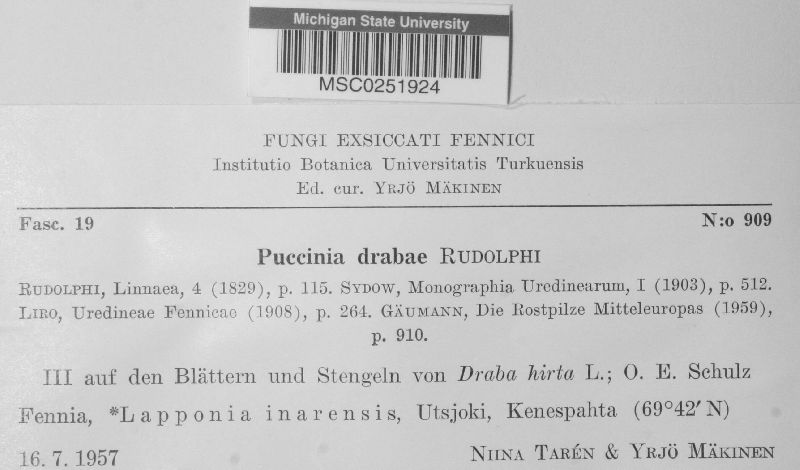 Michigan State University
MSC0251924
FUNGI EXSICCATI FENNICI
Institutio Botanica Universitatis Turkuensis
Ed. cur. YRJÖ MÄKINEN
Fasc. 19 N:o 909
Puccinia drabae RUDOLPHI
RUDOLPHI, Linnaea, 4 (1829), p. 115. SYDOW, Monographia Uredinearum, I (1903), p. 512.
LIRO, Uredineae Fennicae (1908), p. 264. GÄUMANN, Die Rostpilze Mitteleuropas (1959),
p. 910.
III auf den Blättern und Stengeln von Draba hirta L.; O. E. Schulz
Fennia, *Lapponia inarensis, Utsjoki, Kenespahta (69°42′ N)
16. 7. 1957 NIINA TARÉN & YRJÖ MÄKINEN